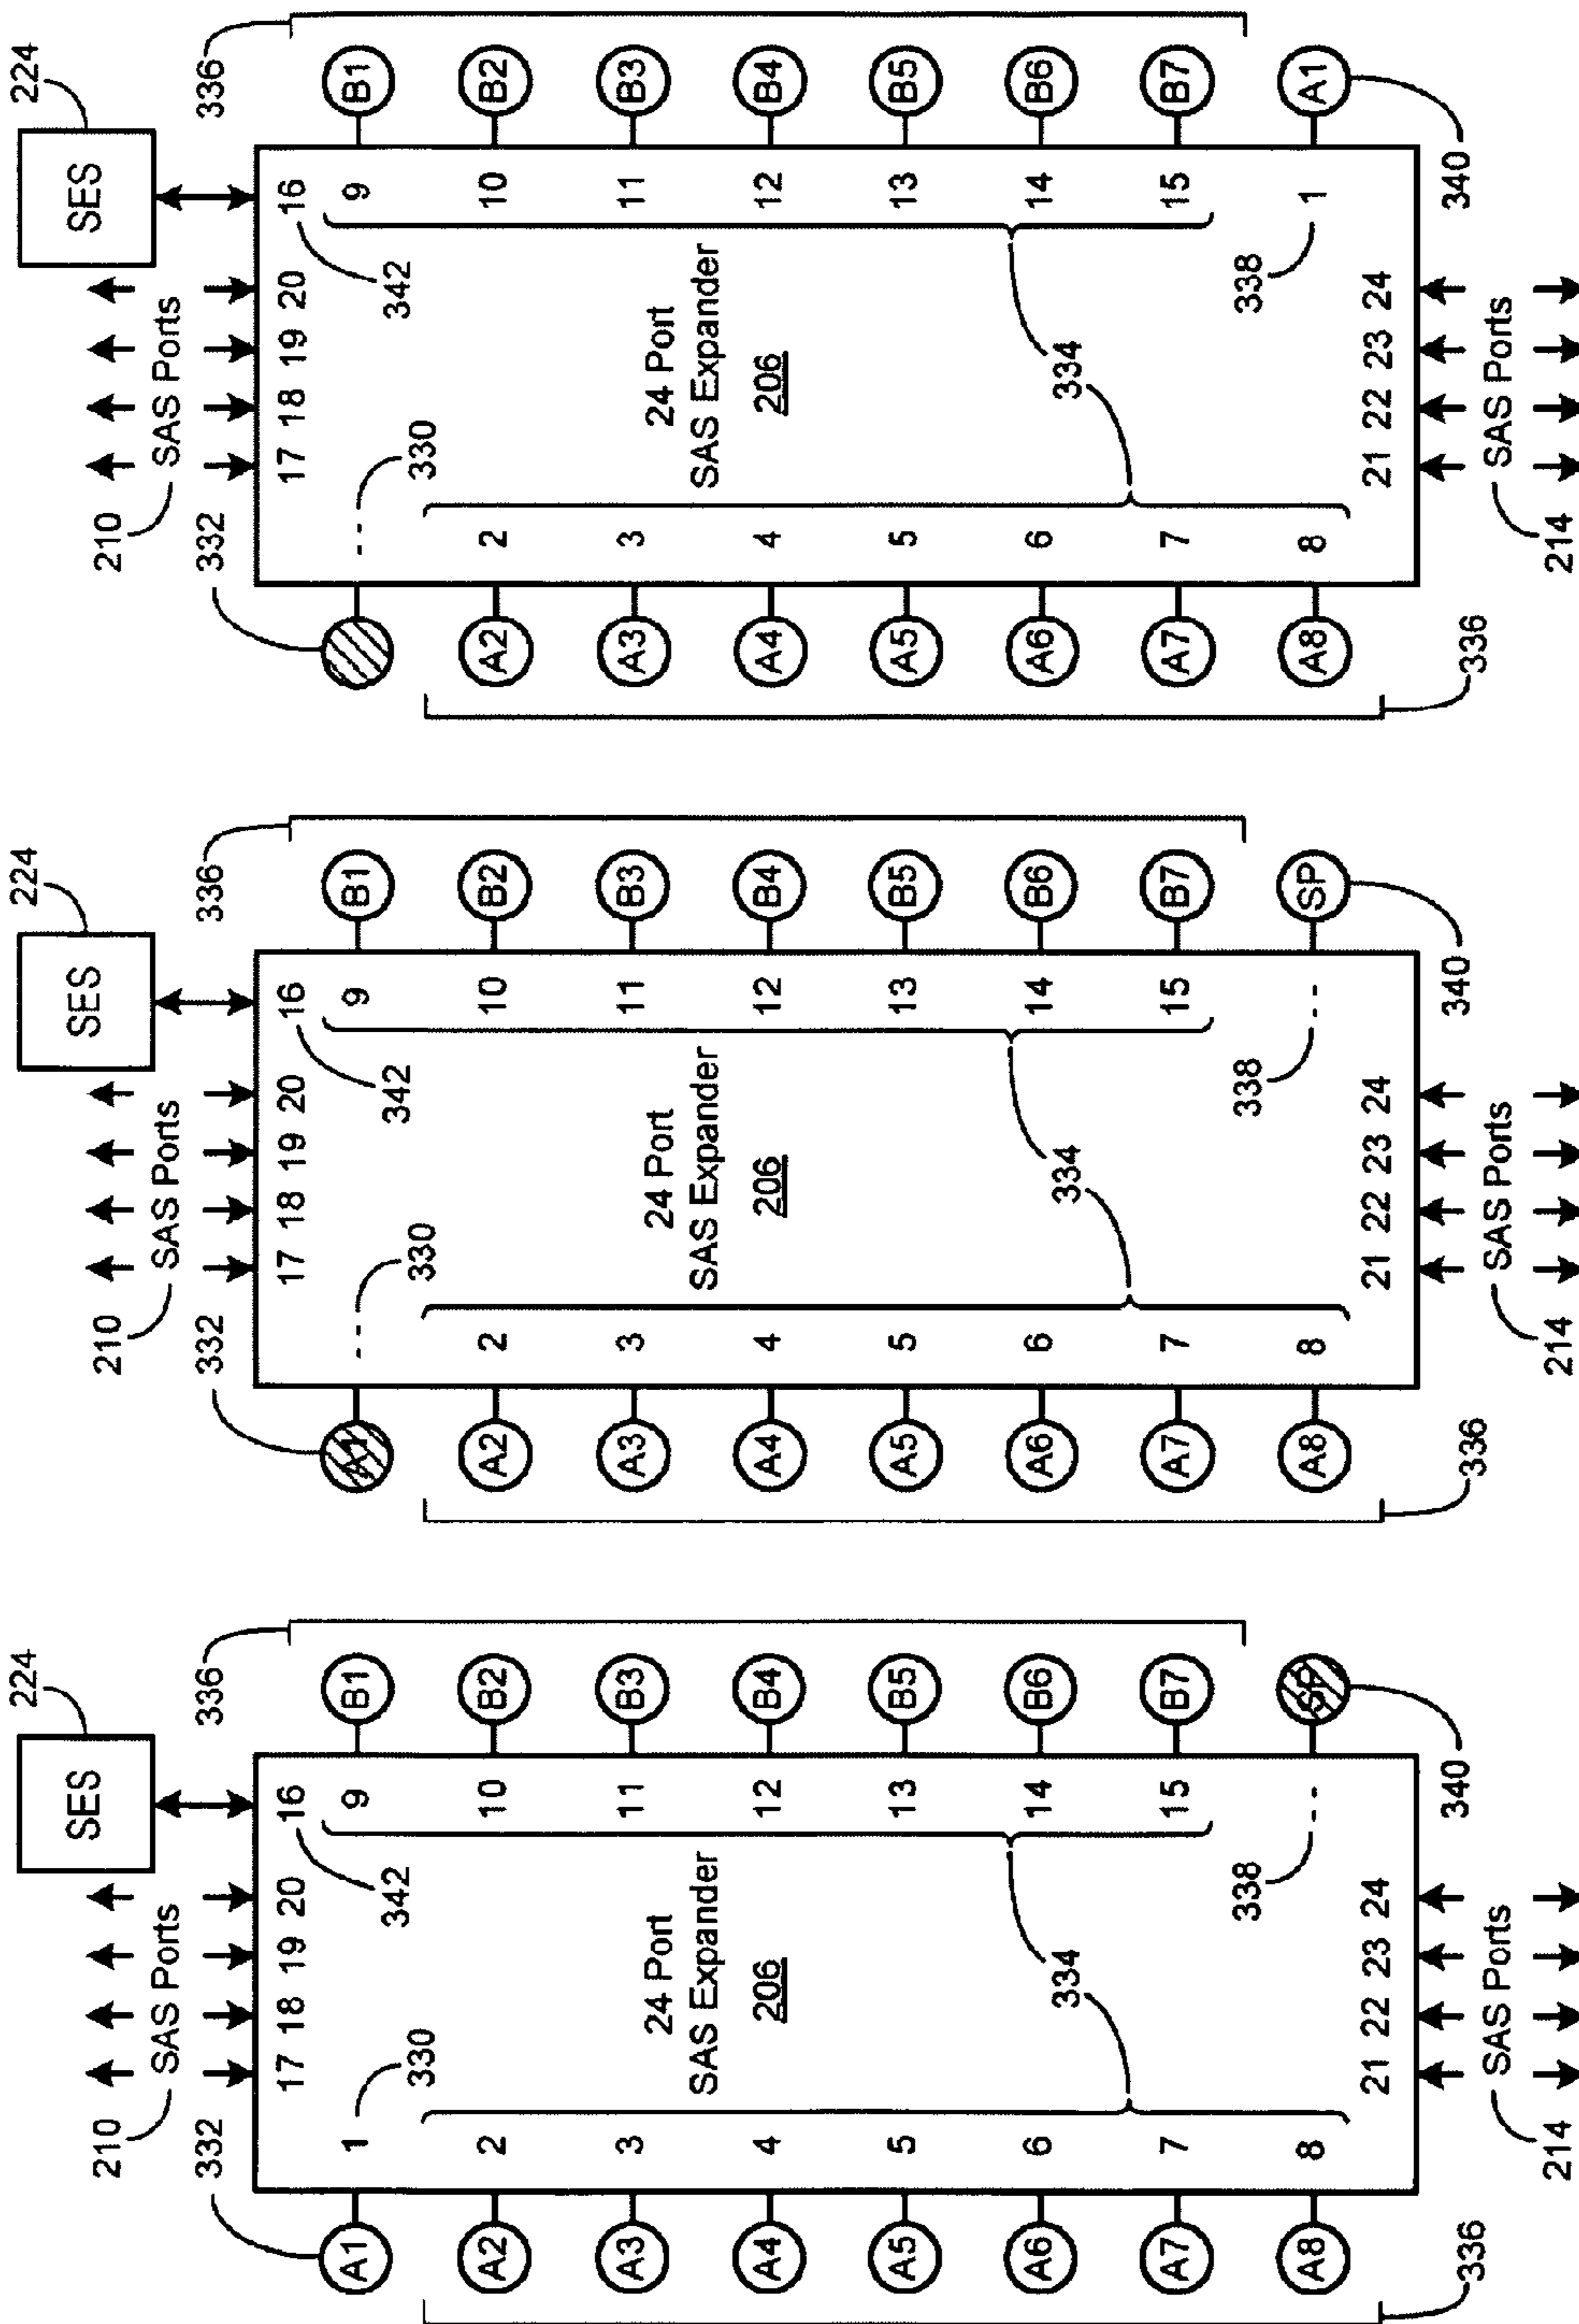 224
SES
210 SAS Ports
332
336
17 18 19 20 16
A1 1 330 342 9 B1
A2 2 10 B2
A3 3 11 B3
24 Port
SAS Expander
206
A4 4 12 B4
A5 5 13 B5
334
A6 6 14 B6
A7 7 15 B7
338
A8 8 --- SP
21 22 23 24
336
340
SAS Ports
214
224
SES
210 SAS Ports
332
336
17 18 19 20 16
A1 --- 330 342 9 B1
A2 2 10 B2
A3 3 11 B3
24 Port
SAS Expander
206
A4 4 12 B4
A5 5 13 B5
334
A6 6 14 B6
A7 7 15 B7
338
A8 8 --- SP
21 22 23 24
336
340
SAS Ports
214
224
SES
210 SAS Ports
332
336
17 18 19 20 16
--- 330 342 9 B1
A2 2 10 B2
A3 3 11 B3
24 Port
SAS Expander
206
A4 4 12 B4
A5 5 13 B5
334
A6 6 14 B6
A7 7 15 B7
338
A8 8 1 A1
21 22 23 24
336
340
SAS Ports
214